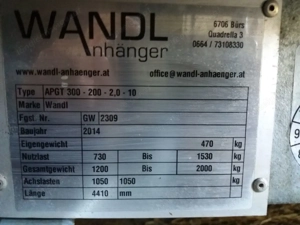 WANDL
Anhänger
6706 Bürs
Quadrella 3
0664 / 73108330
www.wandl-anhaenger.at office@wandl-anhaenger.at
Type APGT 300 - 200 - 2,0 - 10
Marke Wandl
Fgst. Nr. GW 2309
Baujahr 2014
Eigengewicht 470 kg
Nutzlast 730 Bis 1530 kg
Gesamtgewicht 1200 Bis 2000 kg
Achslasten 1050 1050 kg
Länge 4410 mm